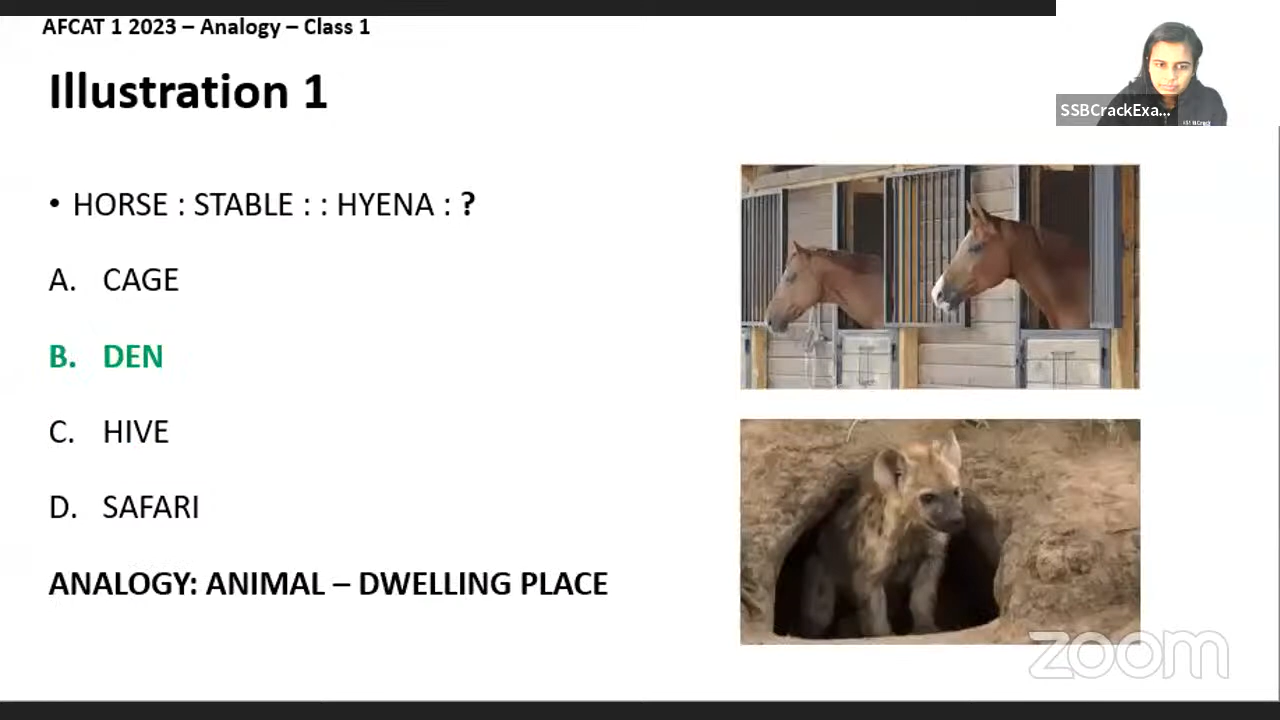 AFCAT 1 2023 – Analogy – Class 1
Illustration 1
SSBCrackExa...
• HORSE : STABLE : : HYENA : ?
A. CAGE
B. DEN
C. HIVE
D. SAFARI
ANALOGY: ANIMAL – DWELLING PLACE
zoom